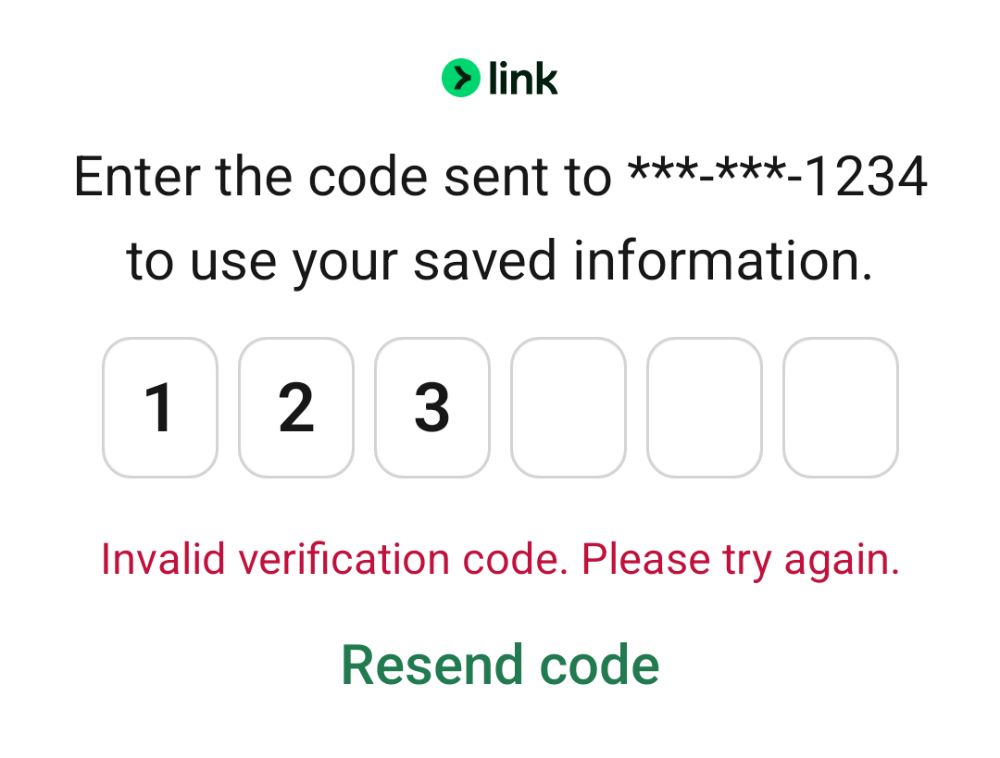 link
Enter the code sent to ***-***-1234
to use your saved information.
1 2 3
Invalid verification code. Please try again.
Resend code